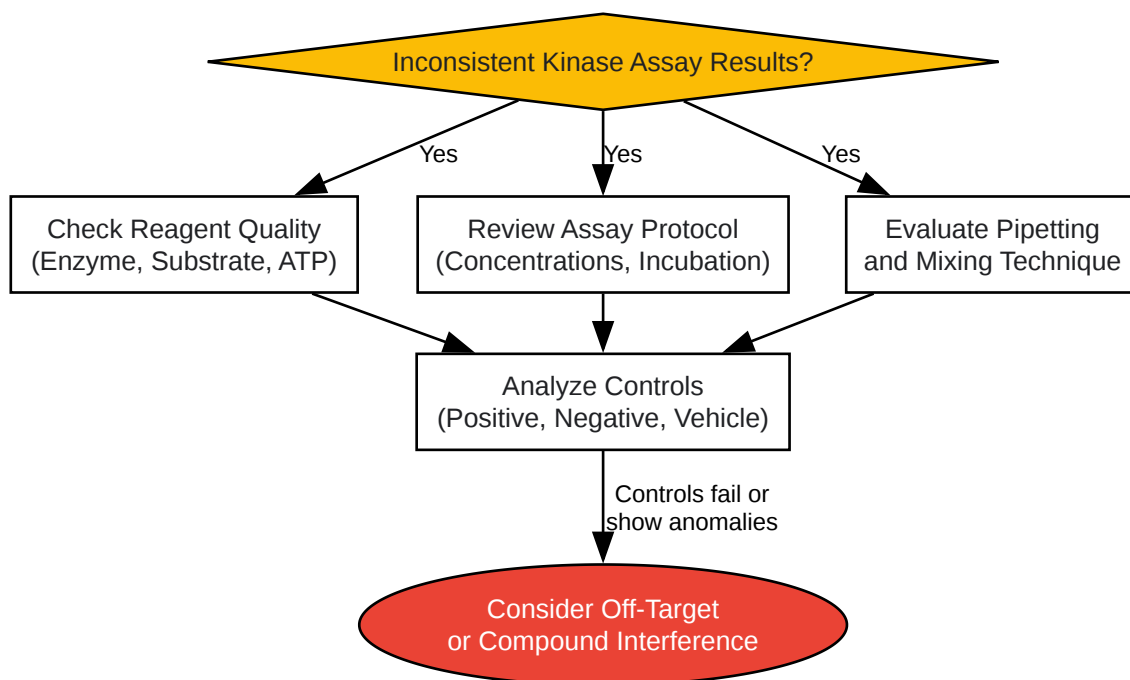 Inconsistent Kinase Assay Results?
Yes
Yes
Yes
Check Reagent Quality
(Enzyme, Substrate, ATP)
Review Assay Protocol
(Concentrations, Incubation)
Evaluate Pipetting
and Mixing Technique
Analyze Controls
(Positive, Negative, Vehicle)
Controls fail or
show anomalies
Consider Off-Target
or Compound Interference